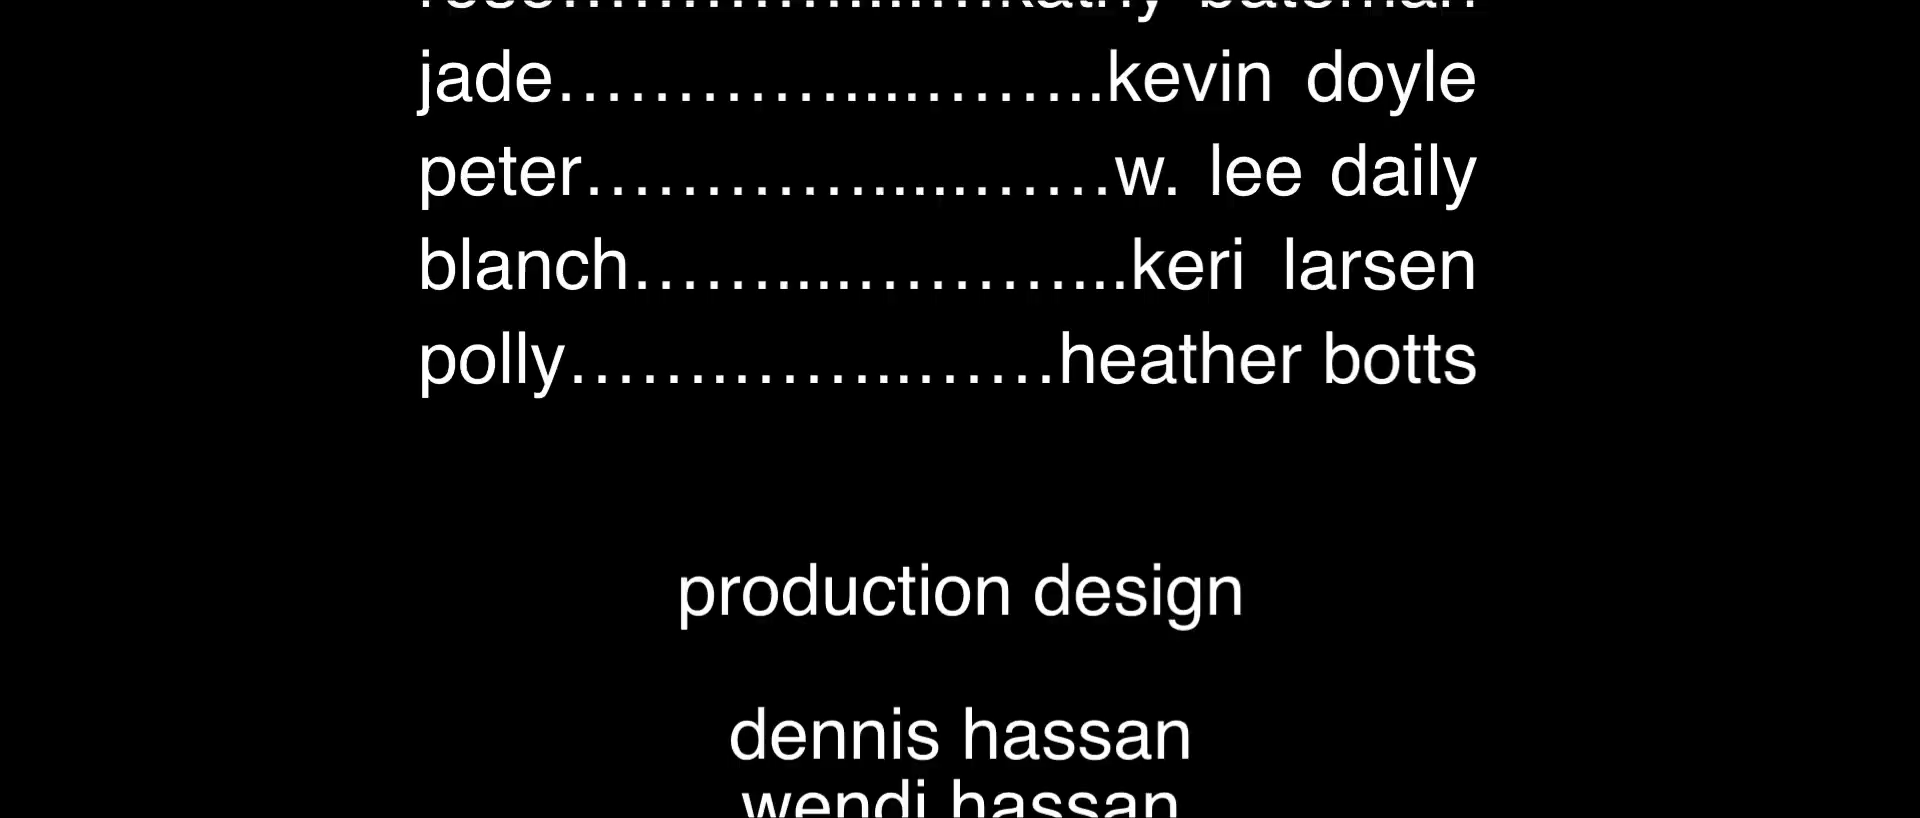 rose......................kathy bateman
jade………………....……..kevin doyle
peter………………....……w. lee daily
blanch……....…………...keri larsen
polly…….……..……heather botts
production design
dennis hassan
wendi hassan